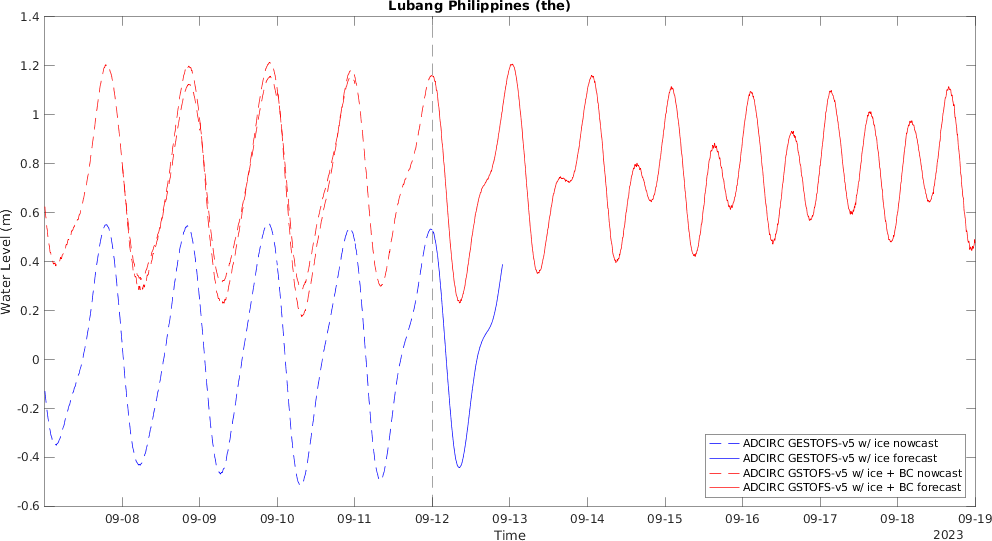 Lubang Philippines (the)
1.4
1.2
1
0.8
0.6
0.4
0.2
0
-0.2
-0.4
-0.6
Water Level (m)
ADCIRC GESTOFS-v5 w/ ice nowcast
ADCIRC GESTOFS-v5 w/ ice forecast
ADCIRC GSTOFS-v5 w/ ice + BC nowcast
ADCIRC GSTOFS-v5 w/ ice + BC forecast
09-08 09-09 09-10 09-11 09-12 09-13 09-14 09-15 09-16 09-17 09-18 09-19
Time
2023